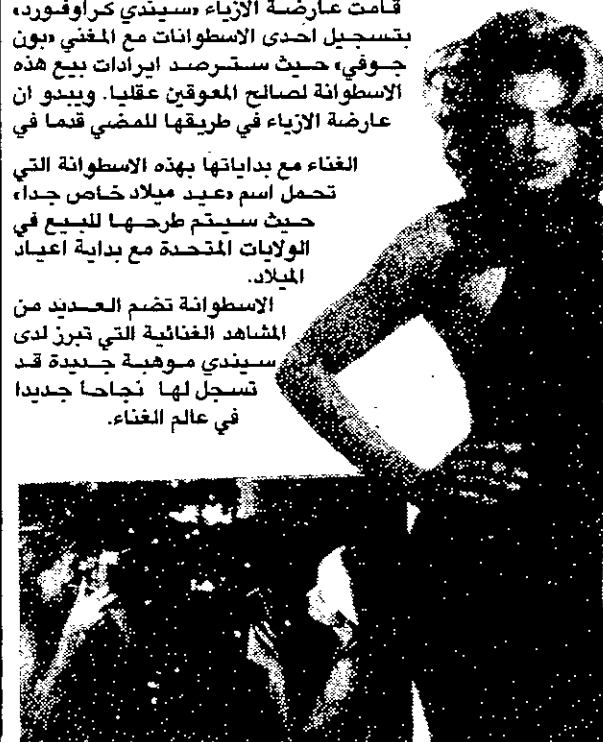 قامت عارضة الازياء «سيندي كراوفورد»
بتسجيل احدى الاسطوانات مع المغني «بون
جوفي» حيث سترصد ايرادات بيع هذه
الاسطوانة لصالح المعوقين عقليا. ويبدو ان
عارضة الازياء في طريقها للمضي قدما في
الغناء مع بداياتها بهذه الاسطوانة التي
تحمل اسم «عيد ميلاد خاص جدا»
حيث سيتم طرحها للبيع في
الولايات المتحدة مع بداية اعياد
الميلاد.
الاسطوانة تضم العديد من
المشاهد الغنائية التي تبرز لدى
سيندي موهبة جديدة قد
تسجل لها نجاحا جديدا
في عالم الغناء.